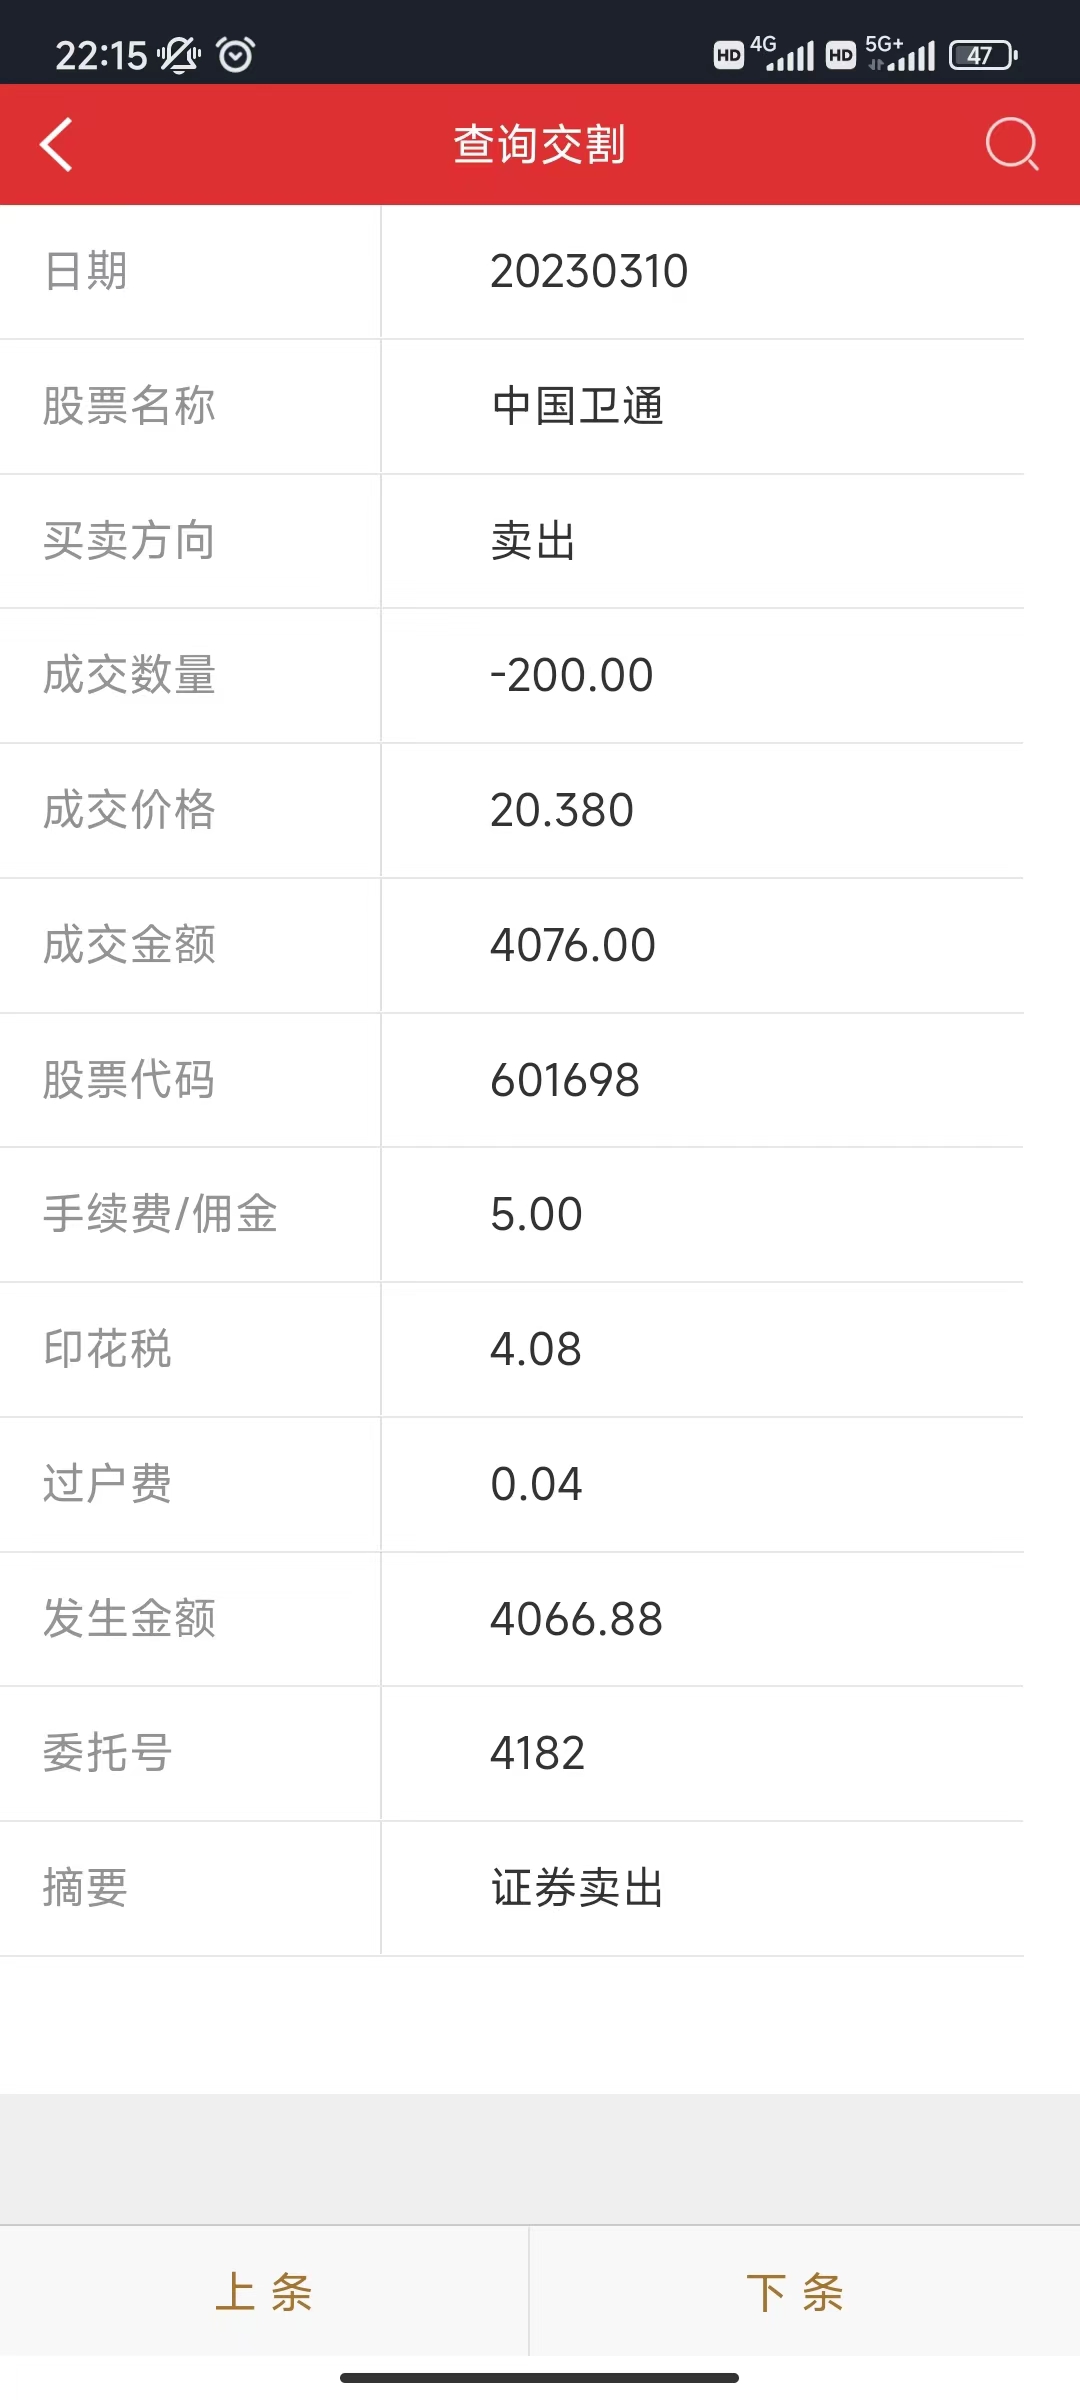 22:15 HD 4G HD 5G+ 47
查询交割
日期 20230310
股票名称 中国卫通
买卖方向 卖出
成交数量 -200.00
成交价格 20.380
成交金额 4076.00
股票代码 601698
手续费/佣金 5.00
印花税 4.08
过户费 0.04
发生金额 4066.88
委托号 4182
摘要 证券卖出
上条 下条